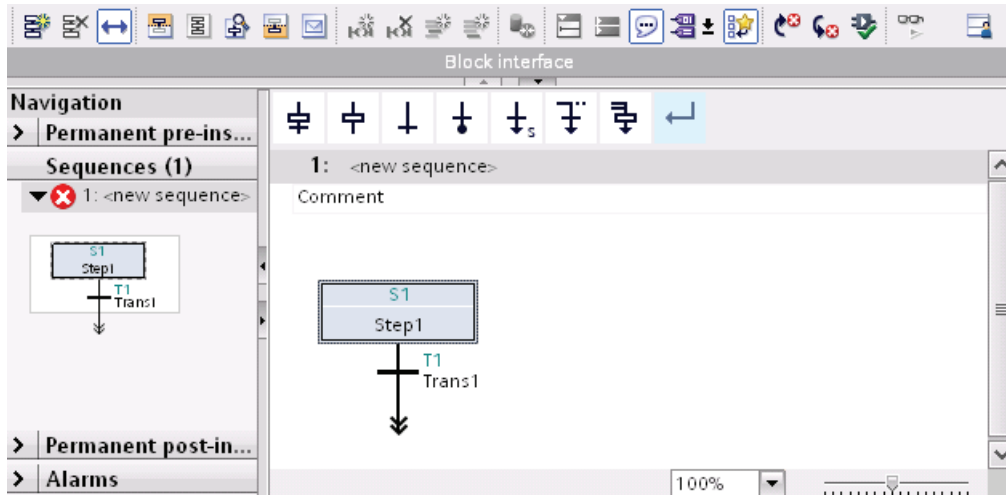 Block interface
Navigation
Permanent pre-ins...
Sequences (1)
1: <new sequence>
S1
Step1
T1
Trans1
Permanent post-in...
Alarms
s
1: <new sequence>
Comment
S1
Step1
T1
Trans1
100%